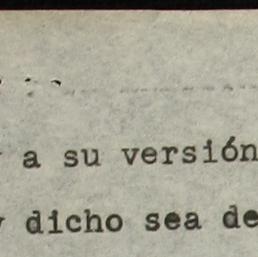 y a su versión
y dicho sea de